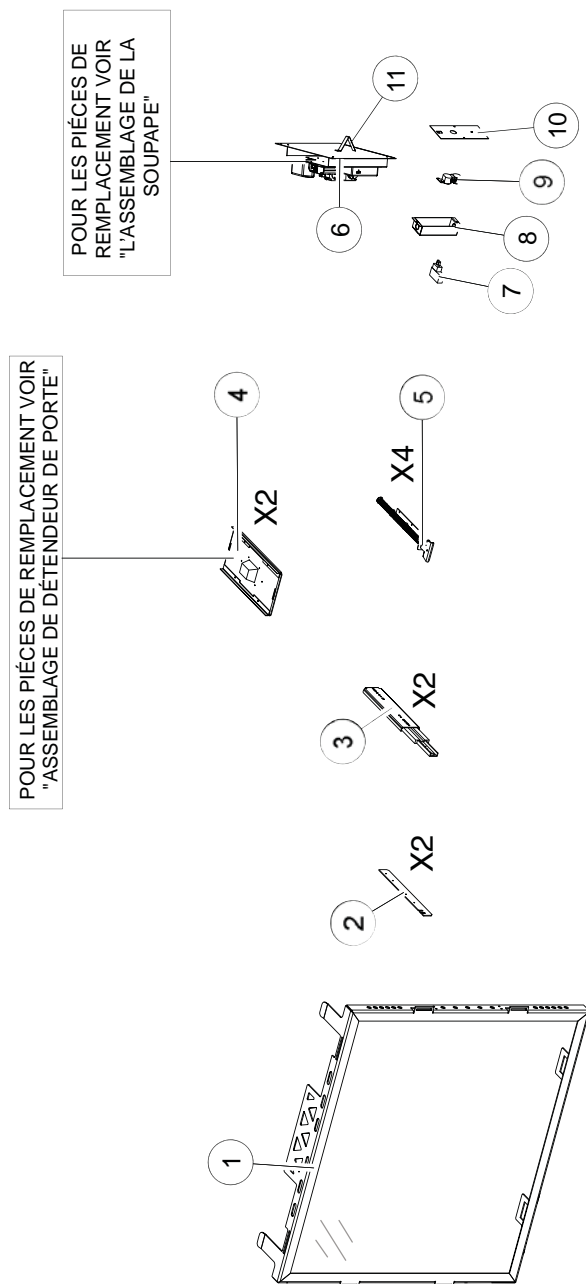 POUR LES PIÉCES DE REMPLACEMENT VOIR
"ASSEMBLAGE DE DÉTENDEUR DE PORTE"
POUR LES PIÉCES DE
REMPLACEMENT VOIR
"L'ASSEMBLAGE DE LA
SOUPAPE"
1
2
X2
3
X2
4
X2
5
X4
6
11
7
8
9
10